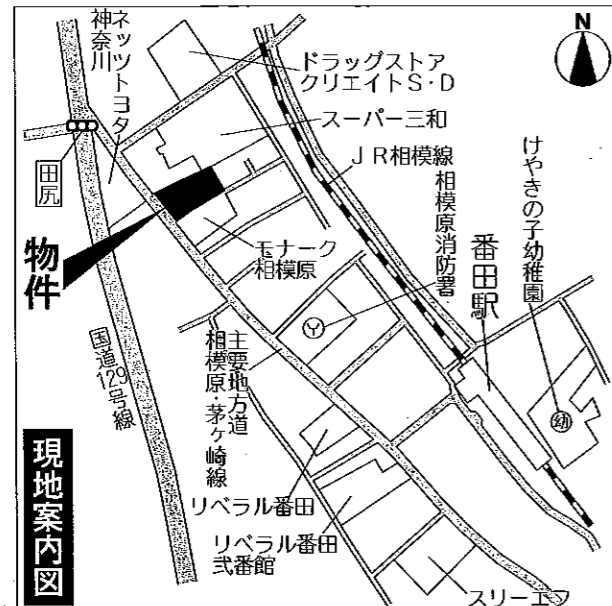 N
ネッツトヨタ
神奈川
ドラッグストア
クリエイトS・D
スーパー三和
JR相模線
相模原消防署
けやきの子幼稚園
番田駅
田尻
物件
モナーク
相模原
Y
幼
国道129号線
主要地方道
相模原・茅ヶ崎線
リベラル番田
リベラル番田
弐番館
スリーエフ
現地案内図